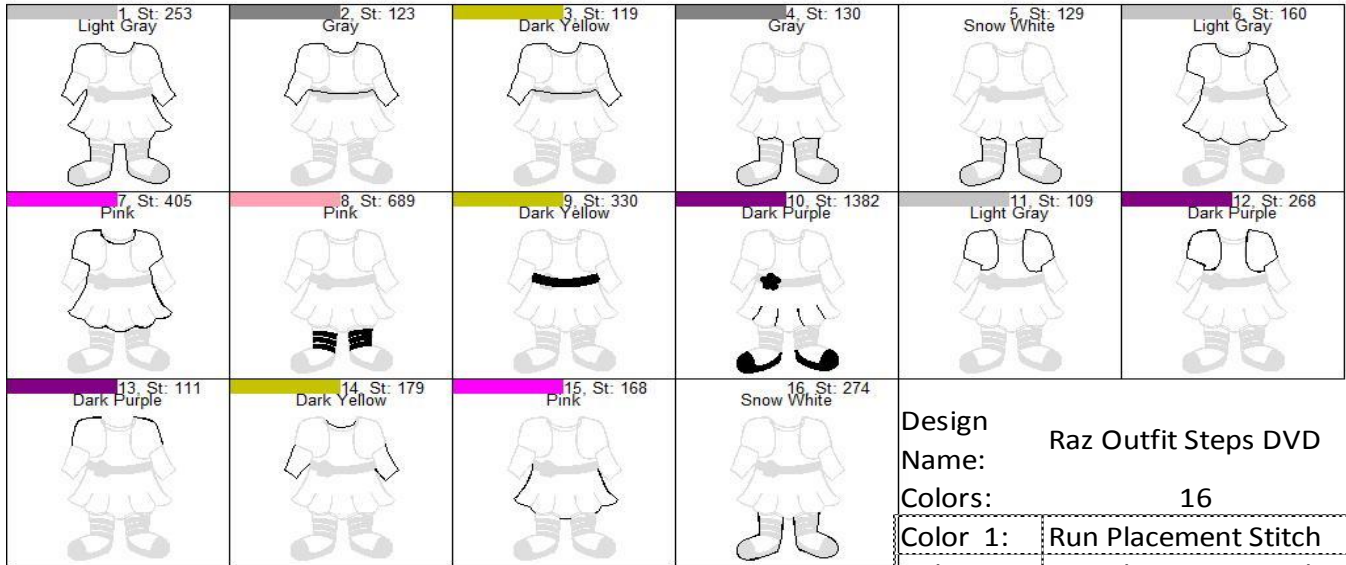 1, St: 253
Light Gray
2, St: 123
Gray
3, St: 119
Dark Yellow
4, St: 130
Gray
5, St: 129
Snow White
6, St: 160
Light Gray
7, St: 405
Pink
8, St: 689
Pink
9, St: 330
Dark Yellow
10, St: 1382
Dark Purple
11, St: 109
Light Gray
12, St: 268
Dark Purple
13, St: 111
Dark Purple
14, St: 179
Dark Yellow
15, St: 168
Pink
16, St: 274
Snow White
Design
Name:
Raz Outfit Steps DVD
Colors: 16
Color 1: Run Placement Stitch